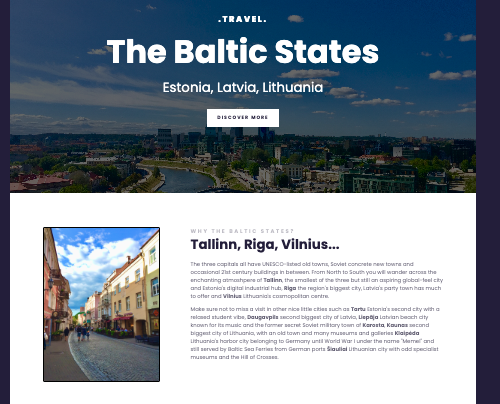 .TRAVEL.
The Baltic States
Estonia, Latvia, Lithuania
DISCOVER MORE
WHY THE BALTIC STATES?
Tallinn, Riga, Vilnius...
The three capitals all have UNESCO-listed old towns, Soviet concrete new towns and
occasional 21st century buildings in between. From North to South you will wander across the
enchanting atmospere of Tallinn, the smallest of the three but still an aspiring global-feel city
and Estonia's digital industrial hub, Riga the region's biggest city, Latvia's party town has much
to offer and Vilnius Lithuania's cosmopolitan centre.
Make sure not to miss a visit in other nice little cities such as Tartu Estonia's second city with a
relaxed student vibe, Daugavpils second biggest city of Latvia, Liepāja Latvian beach city
known for its music and the former secret Soviet military town of Karosta, Kaunas second
biggest city of Lithuania, with an old town and many museums and galleries Klaipėda
Lithuania's harbor city belonging to Germany until World War I under the name "Memel" and
still served by Baltic Sea Ferries from German ports Šiauliai Lithuanian city with odd specialist
museums and the Hill of Crosses.